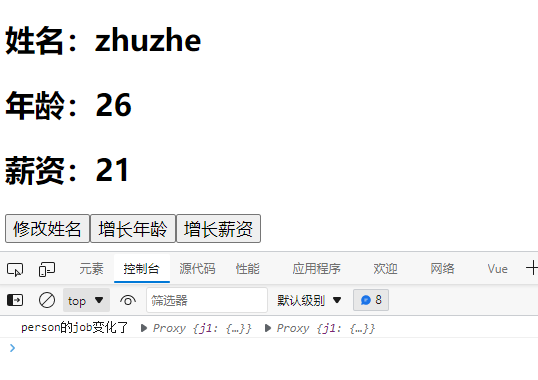 姓名：zhuzhe
年龄：26
薪资：21
修改姓名 增长年龄 增长薪资
元素 控制台 源代码 性能 应用程序 欢迎 网络 Vue
top ▼ 筛选器 默认级别 ▼ 8
person的job变化了 ▶ Proxy {j1: {…}} ▶ Proxy {j1: {…}}